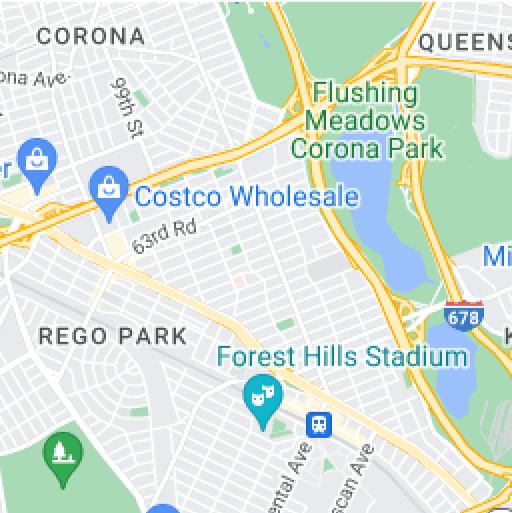 CORONA
QUEENS
ona Ave.
99th St
Flushing
Meadows
Corona Park
r
Costco Wholesale
63rd Rd
Mi
678
REGO PARK
K
Forest Hills Stadium
ental Ave
scan Ave